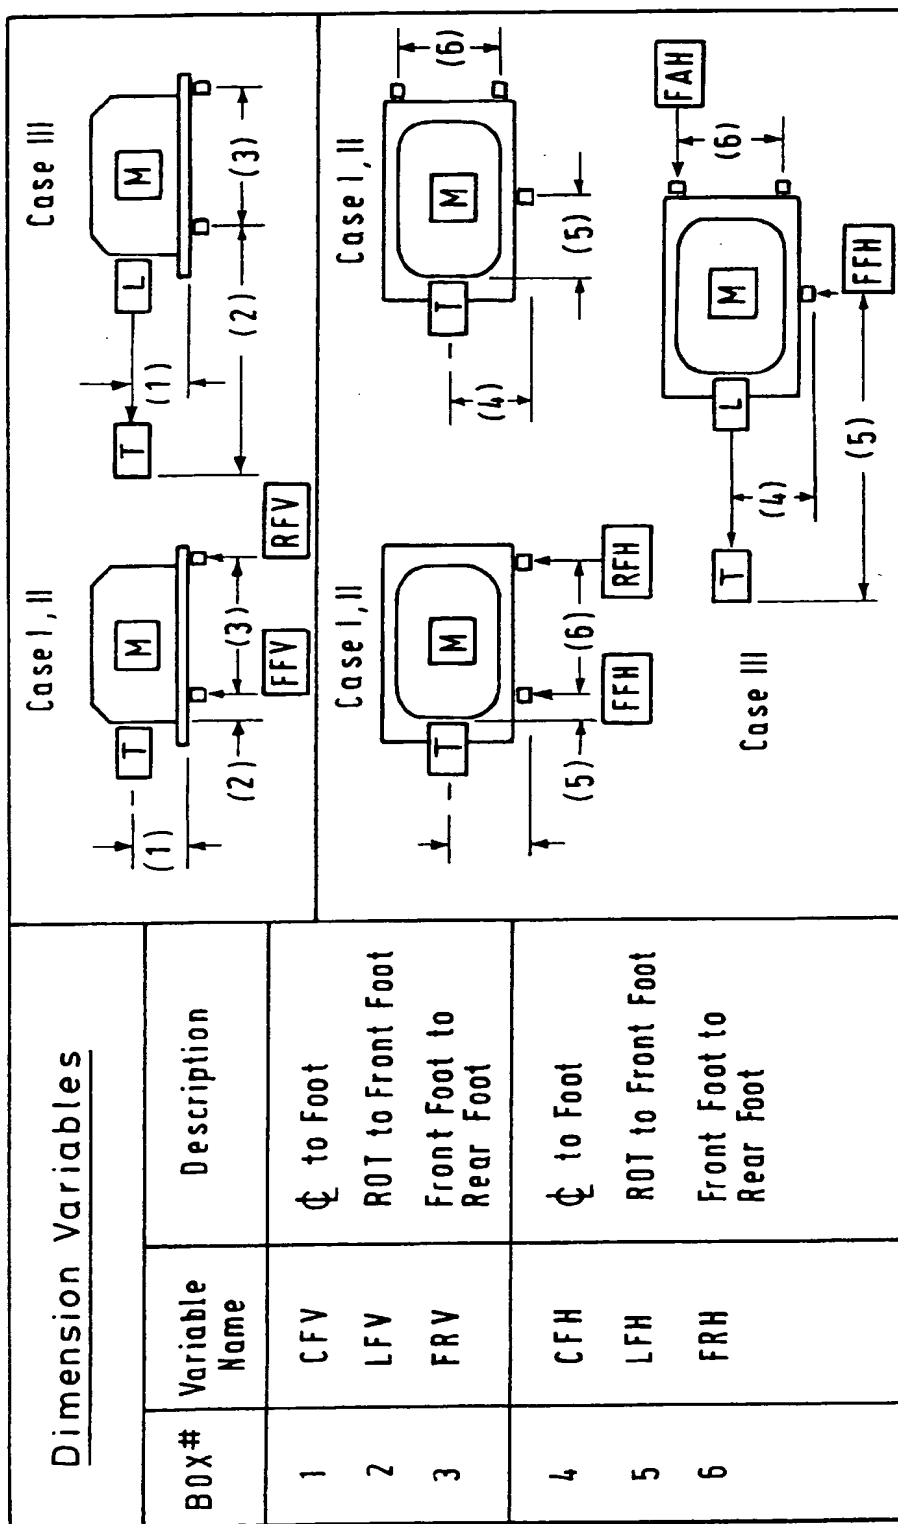 Dimension Variables
BOX# Variable Name Description
1 CFV ℄ to Foot
2 LFV ROT to Front Foot
3 FRV Front Foot to Rear Foot
4 CFH ℄ to Foot
5 LFH ROT to Front Foot
6 FRH Front Foot to Rear Foot
Case I, II
T
M
(1)
(2)
(3)
FFV
RFV
Case III
T
L
M
(1)
(2)
(3)
Case I, II
T
M
(5)
(6)
FFH
RFH
Case I, II
T
M
(4)
(5)
(6)
Case III
T
L
M
(4)
(5)
(6)
FFH
FAH